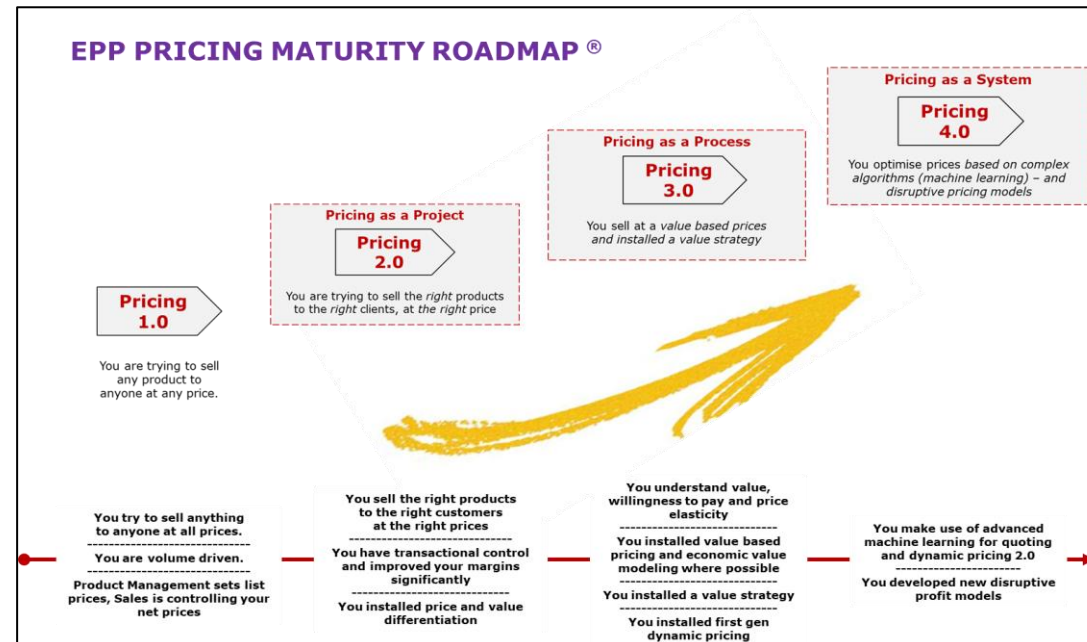 EPP PRICING MATURITY ROADMAP ®
Pricing as a System
Pricing
4.0
You optimise prices based on complex
algorithms (machine learning) – and
disruptive pricing models
Pricing as a Process
Pricing
3.0
You sell at a value based prices
and installed a value strategy
Pricing as a Project
Pricing
2.0
You are trying to sell the right products
to the right clients, at the right price
Pricing
1.0
You are trying to sell
any product to
anyone at any price.
You try to sell anything
to anyone at all prices.
You are volume driven.
Product Management sets list
prices, Sales is controlling your
net prices
You sell the right products
to the right customers
at the right prices
You have transactional control
and improved your margins
significantly
You installed price and value
differentiation
You understand value,
willingness to pay and price
elasticity
You installed value based
pricing and economic value
modeling where possible
You installed a value strategy
You installed first gen
dynamic pricing
You make use of advanced
machine learning for quoting
and dynamic pricing 2.0
You developed new disruptive
profit models